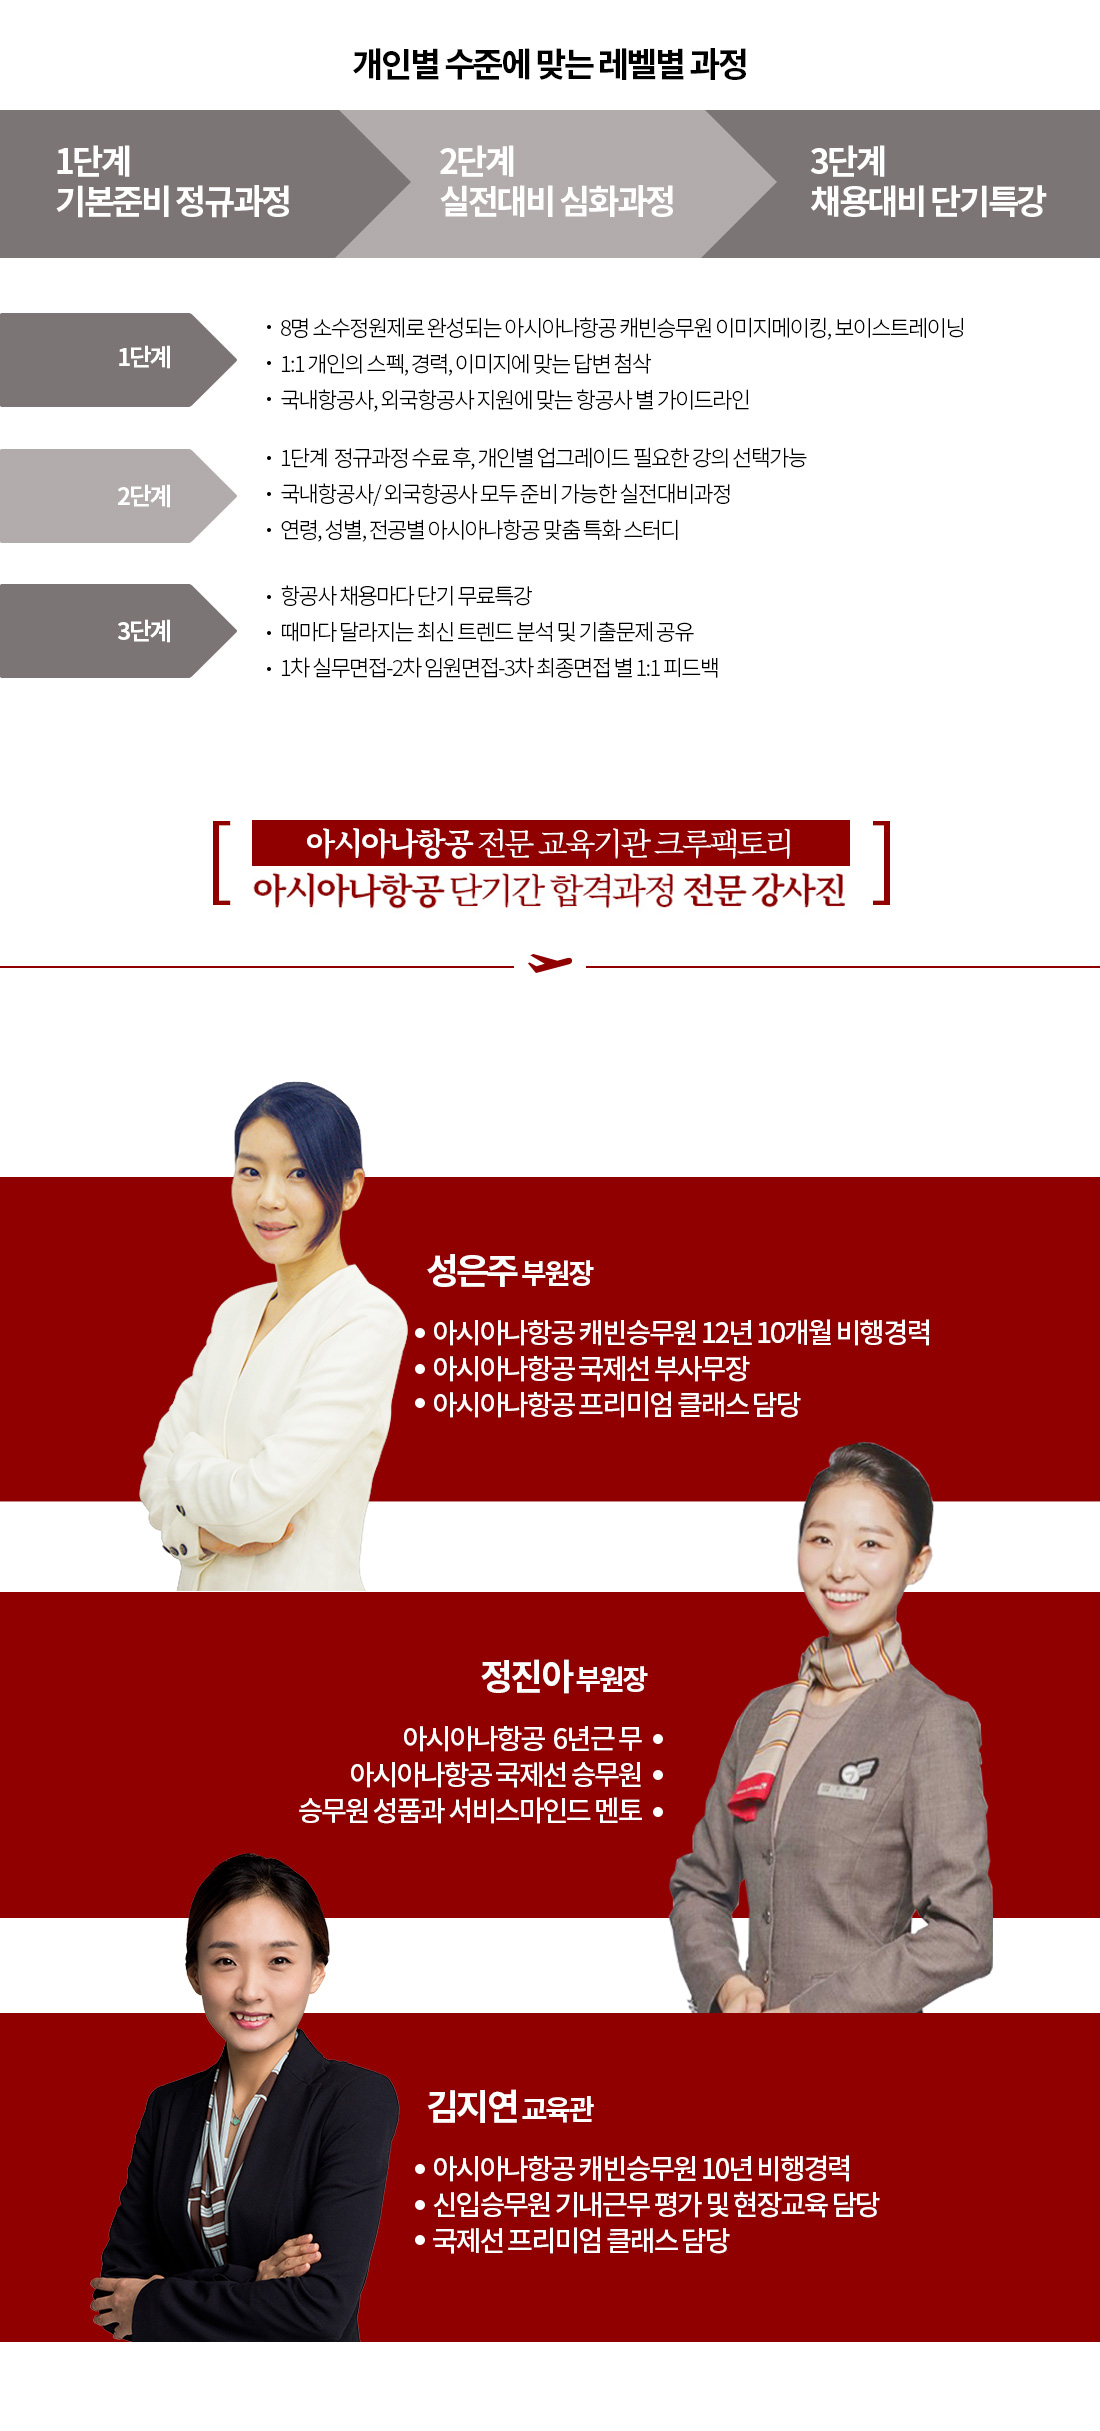 개인별 수준에 맞는 레벨별 과정
1단계
기본준비 정규과정
2단계
실전대비 심화과정
3단계
채용대비 단기특강
1단계
• 8명 소수정원제로 완성되는 아시아나항공 캐빈승무원 이미지메이킹, 보이스트레이닝
• 1:1 개인의 스펙, 경력, 이미지에 맞는 답변 첨삭
• 국내항공사, 외국항공사 지원에 맞는 항공사 별 가이드라인
2단계
• 1단계 정규과정 수료 후, 개인별 업그레이드 필요한 강의 선택가능
• 국내항공사/ 외국항공사 모두 준비 가능한 실전대비과정
• 연령, 성별, 전공별 아시아나항공 맞춤 특화 스터디
3단계
• 항공사 채용마다 단기 무료특강
• 때마다 달라지는 최신 트렌드 분석 및 기출문제 공유
• 1차 실무면접-2차 임원면접-3차 최종면접 별 1:1 피드백
아시아나항공 전문 교육기관 크루팩토리
아시아나항공 단기간 합격과정 전문 강사진
성은주 부원장
• 아시아나항공 캐빈승무원 12년 10개월 비행경력
• 아시아나항공 국제선 부사무장
• 아시아나항공 프리미엄 클래스 담당
정진아 부원장
아시아나항공 6년근 무 •
아시아나항공 국제선 승무원 •
승무원 성품과 서비스마인드 멘토 •
김지연 교육관
• 아시아나항공 캐빈승무원 10년 비행경력
• 신입승무원 기내근무 평가 및 현장교육 담당
• 국제선 프리미엄 클래스 담당